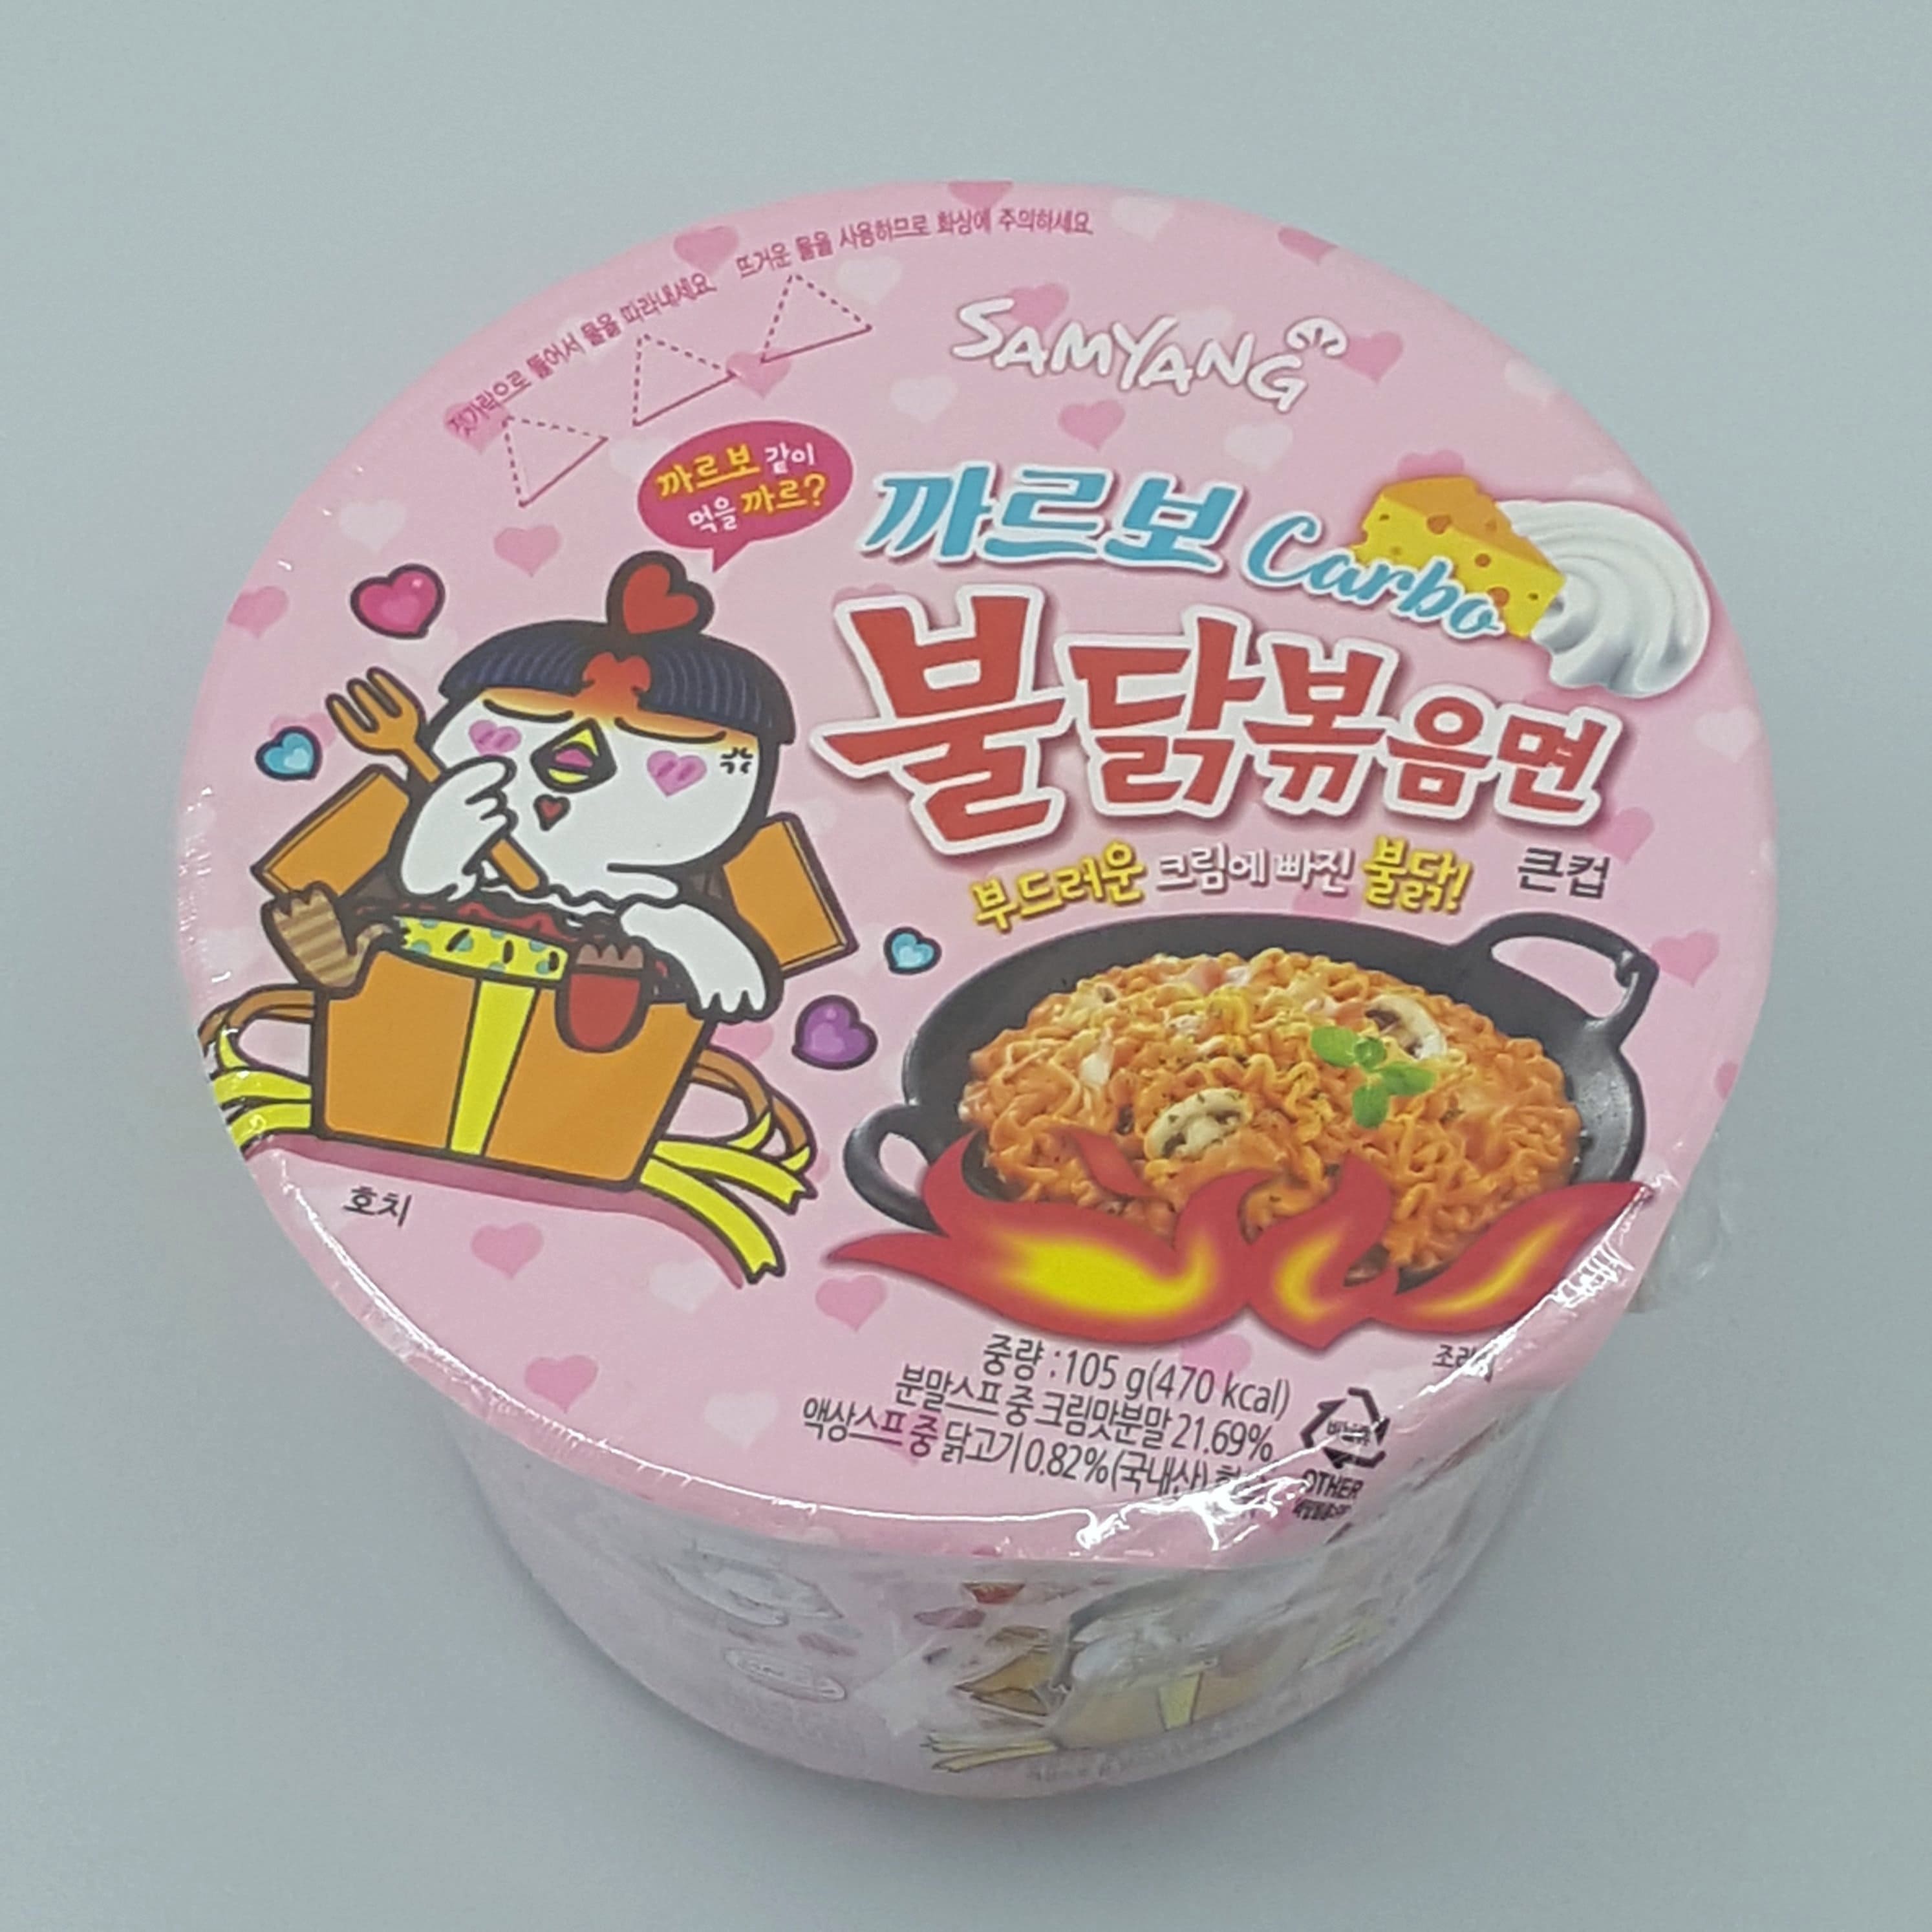 젓가락으로 뚫어서 물을 따라내세요.
뜨거운 물을 사용하므로 화상에 주의하세요.
SAMYANG
까르보 같이
먹을 까르?
까르보 Carbo
불닭볶음면
부드러운 크림에 빠진 불닭!
큰컵
호치
중량 : 105 g(470 kcal)
분말스프 중 크림맛분말 21.69%
액상스프 중 닭고기 0.82%(국내산)
OTHER